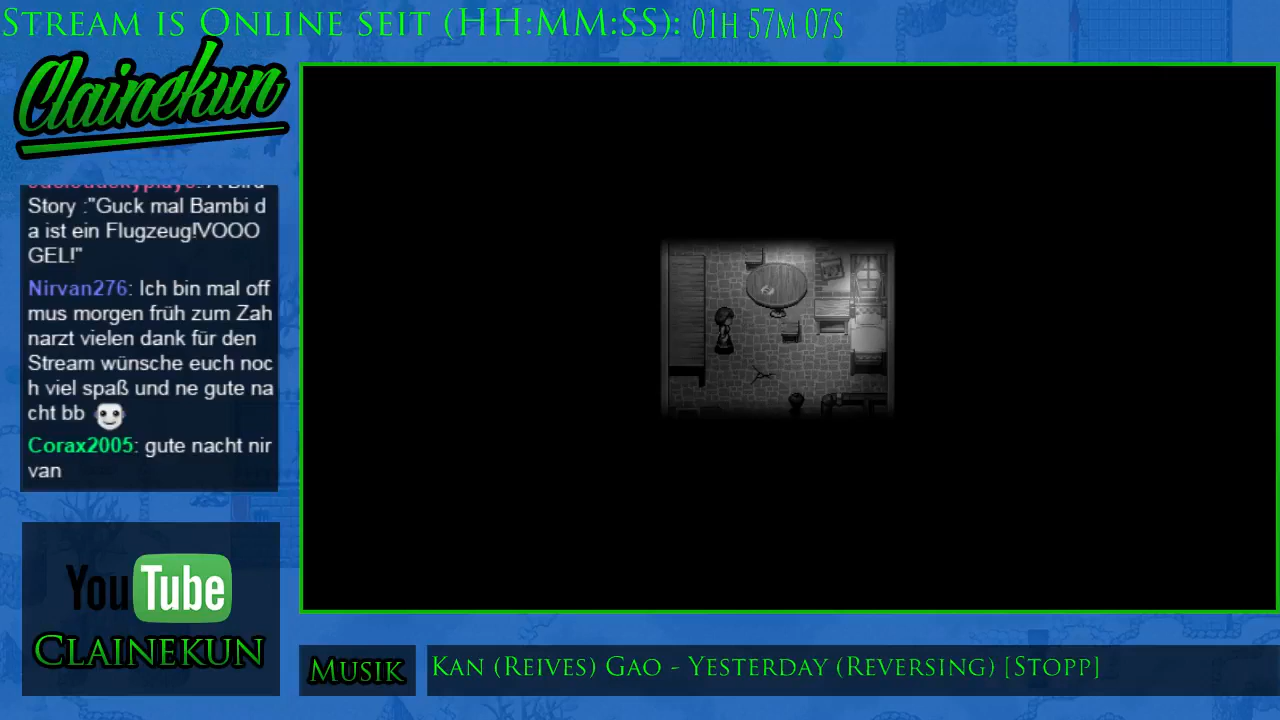 Stream is Online seit (HH:MM:SS): 01h 57m 07s
Clainekun
Story :"Guck mal Bambi d
a ist ein Flugzeug!VOOO
GEL!"
Nirvan276: Ich bin mal off
mus morgen früh zum Zah
narzt vielen dank für den
Stream wünsche euch noc
h viel spaß und ne gute na
cht bb
Corax2005: gute nacht nir
van
YouTube
Clainekun
Musik
Kan (Reives) Gao - Yesterday (Reversing) [Stopp]